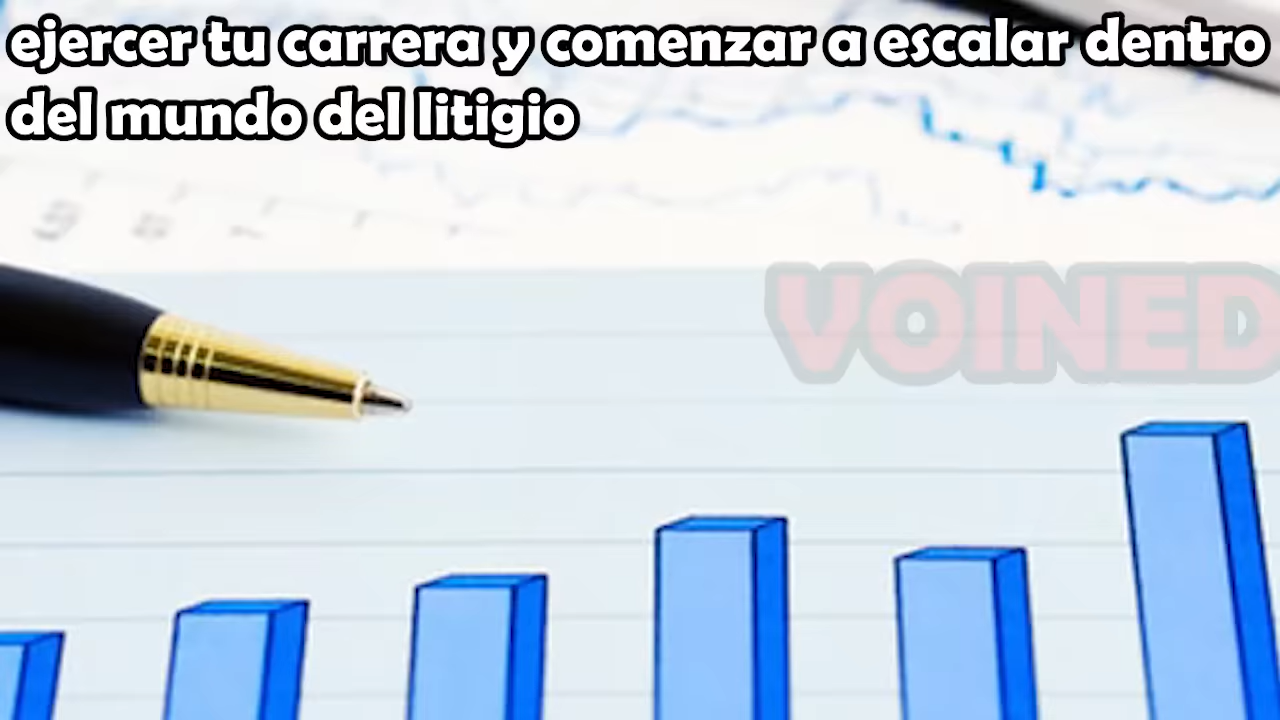 ejercer tu carrera y comenzar a escalar dentro
del mundo del litigio
VOINED